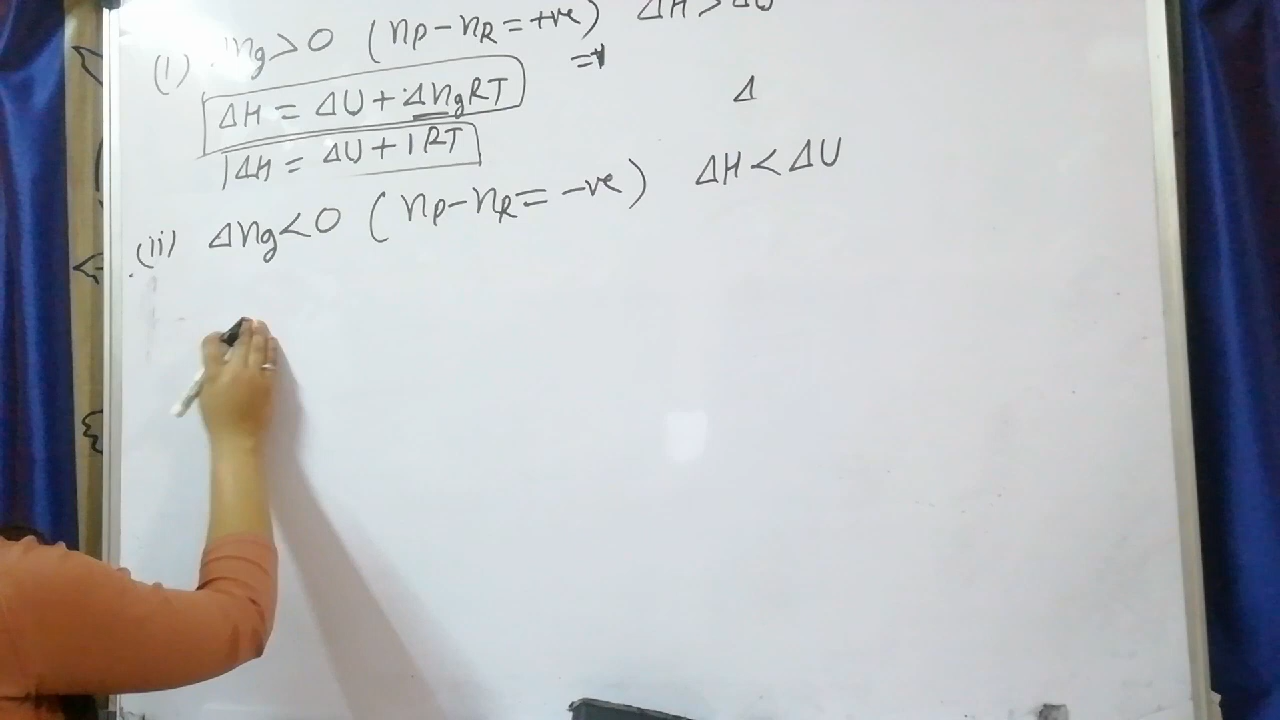 (i) Δng>0 (nP-nR=+ve) ΔH>ΔU
=+1
ΔH = ΔU+ΔngRT
Δ
ΔH = ΔU+1RT
(ii) Δng<0 (nP-nR=-ve) ΔH<ΔU